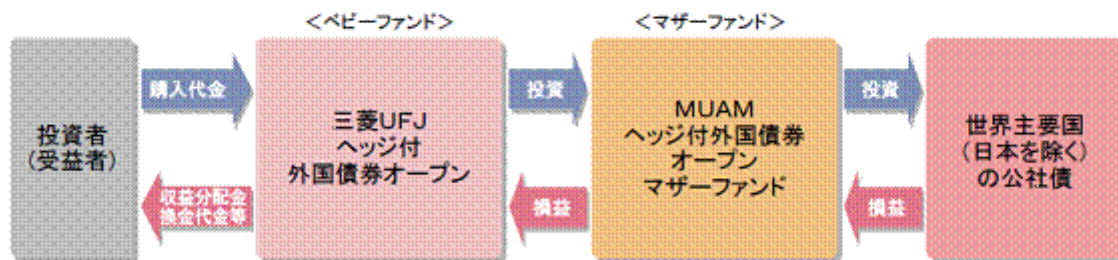 ＜ベビーファンド＞
＜マザーファンド＞
投資者
（受益者）
購入代金
収益分配金
換金代金等
三菱UFJ
ヘッジ付
外国債券オープン
投資
損益
MUAM
ヘッジ付外国債券
オープン
マザーファンド
投資
損益
世界主要国
（日本を除く）
の公社債